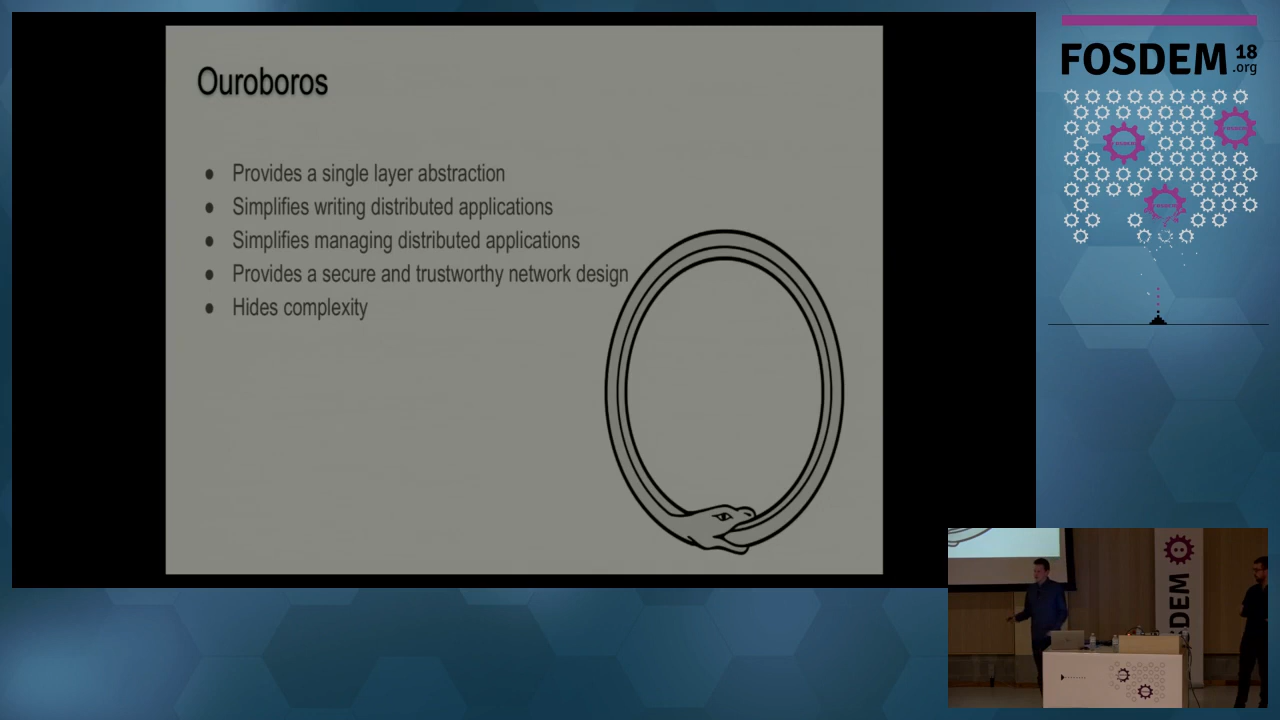 Ouroboros
● Provides a single layer abstraction
● Simplifies writing distributed applications
● Simplifies managing distributed applications
● Provides a secure and trustworthy network design
● Hides complexity
FOSDEM 18
.org
DEM